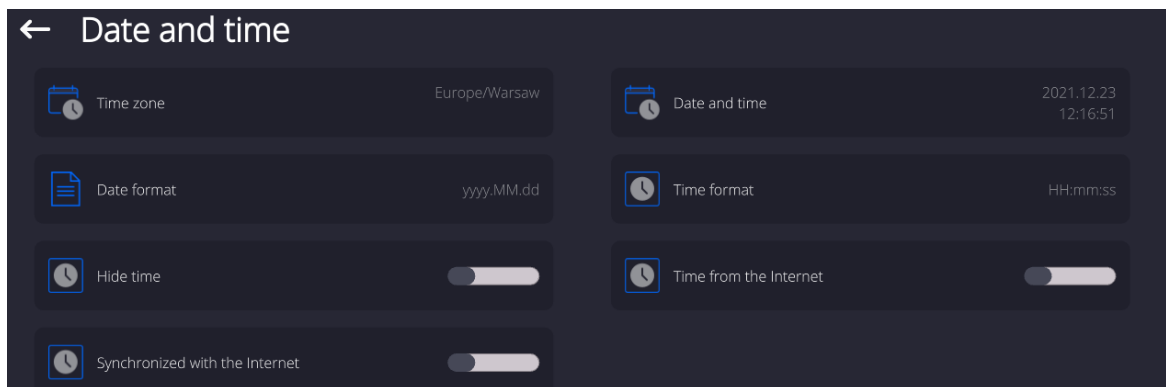 Date and time
Time zone
Europe/Warsaw
Date and time
2021.12.23
12:16:51
Date format
yyyy.MM.dd
Time format
HH:mm:ss
Hide time
Time from the Internet
Synchronized with the Internet